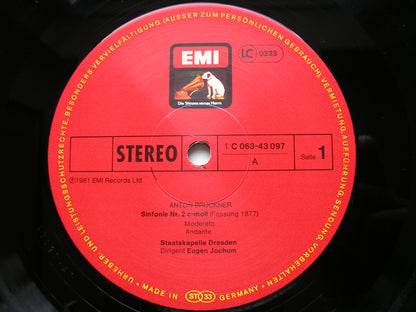 BESONDERS VERVIELFÄLTIGUNG (AUSSER ZUM PERSÖNLICHEN GEBRAUCH), VERMIETUNG, AUFFÜHRUNG, SENDUNG VORBEHALTEN
URHEBER- UND LEISTUNGSSCHUTZRECHTE,
EMI
LC 0233
Die Stimme seines Herrn
STEREO
1 C 063-43 097
A
Seite 1
Ⓟ1981 EMI Records Ltd.
ANTON BRUCKNER
Sinfonie Nr. 2 c-moll (Fassung 1877)
Moderato
Andante
Staatskapelle Dresden
Dirigent Eugen Jochum
MADE IN ST 33 GERMANY